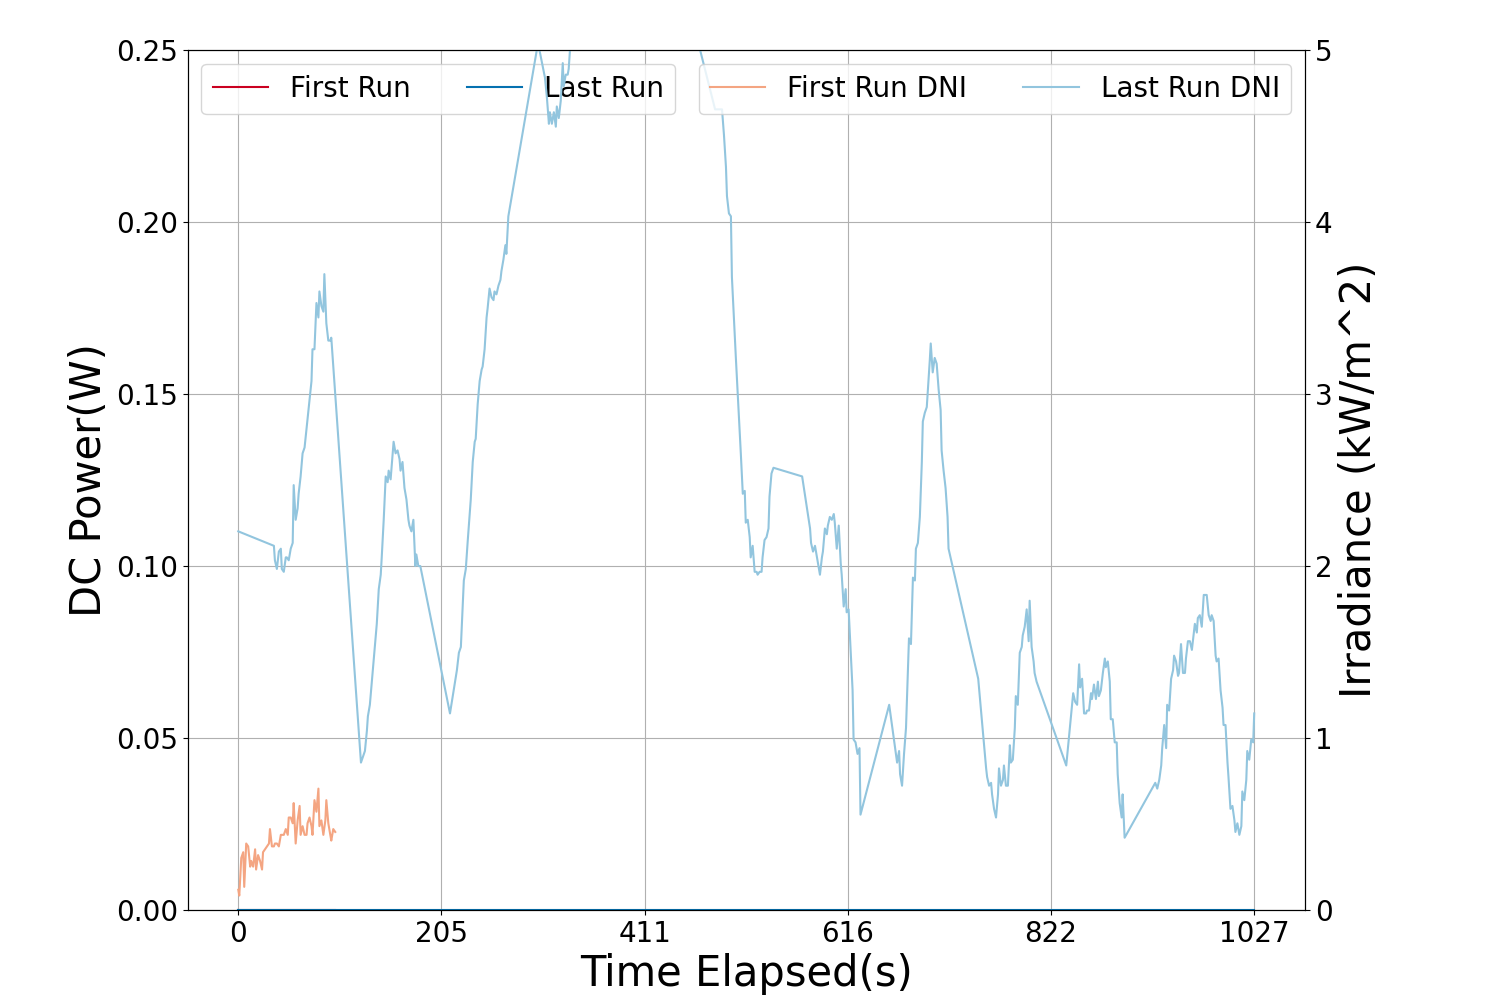 First Run
Last Run
First Run DNI
Last Run DNI
DC Power(W)
0.25
0.20
0.15
0.10
0.05
0.00
5
4
3
2
1
0
Irradiance (kW/m^2)
0 205 411 616 822 1027
Time Elapsed(s)